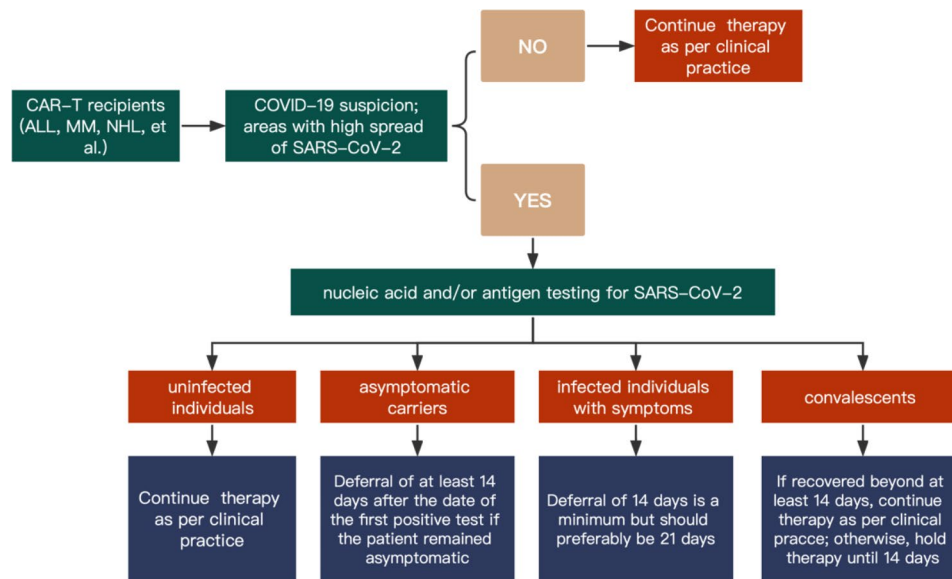 NO
Continue therapy
as per clinical
practice
CAR-T recipients
(ALL, MM, NHL, et
al.)
COVID-19 suspicion;
areas with high spread
of SARS-CoV-2
YES
nucleic acid and/or antigen testing for SARS-CoV-2
uninfected
individuals
asymptomatic
carriers
infected individuals
with symptoms
convalescents
Continue therapy
as per clinical
practice
Deferral of at least 14
days after the date of
the first positive test if
the patient remained
asymptomatic
Deferral of 14 days is a
minimum but should
preferably be 21 days
If recovered beyond at
least 14 days, continue
therapy as per clinical
pracce; otherwise, hold
therapy until 14 days